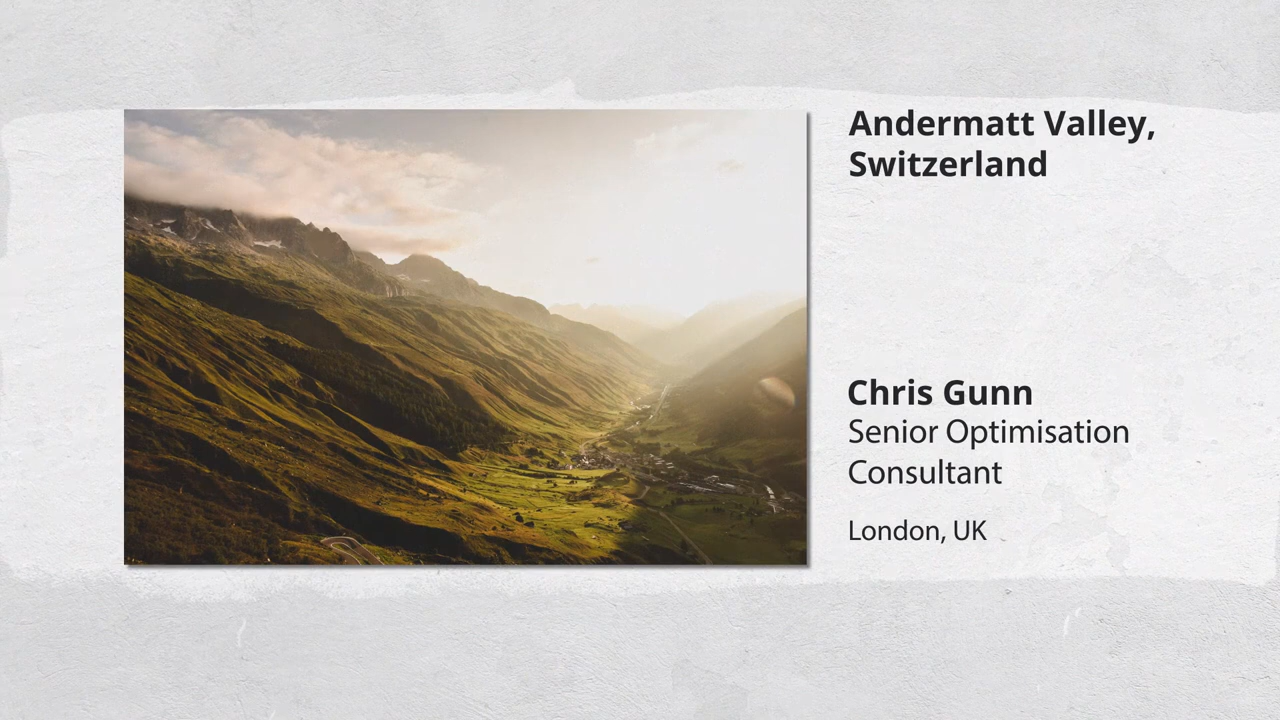 Andermatt Valley,
Switzerland
Chris Gunn
Senior Optimisation
Consultant
London, UK